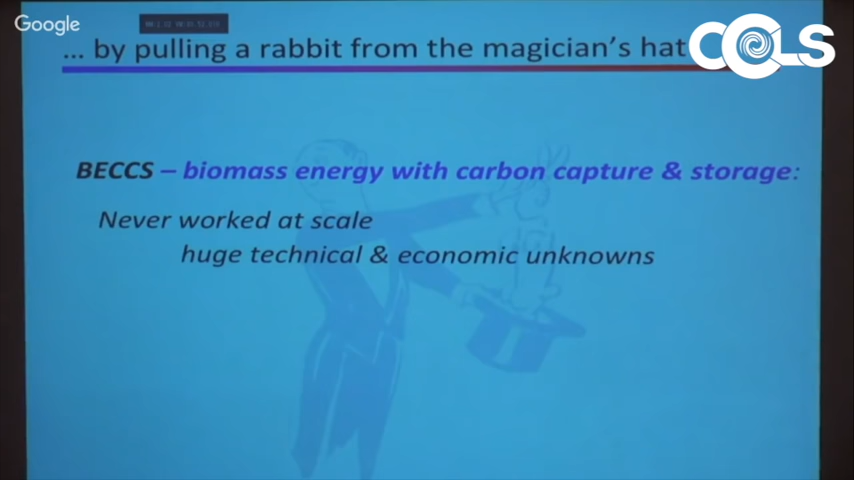 Google
CCLS
... by pulling a rabbit from the magician's hat
BECCS – biomass energy with carbon capture & storage:
Never worked at scale
huge technical & economic unknowns